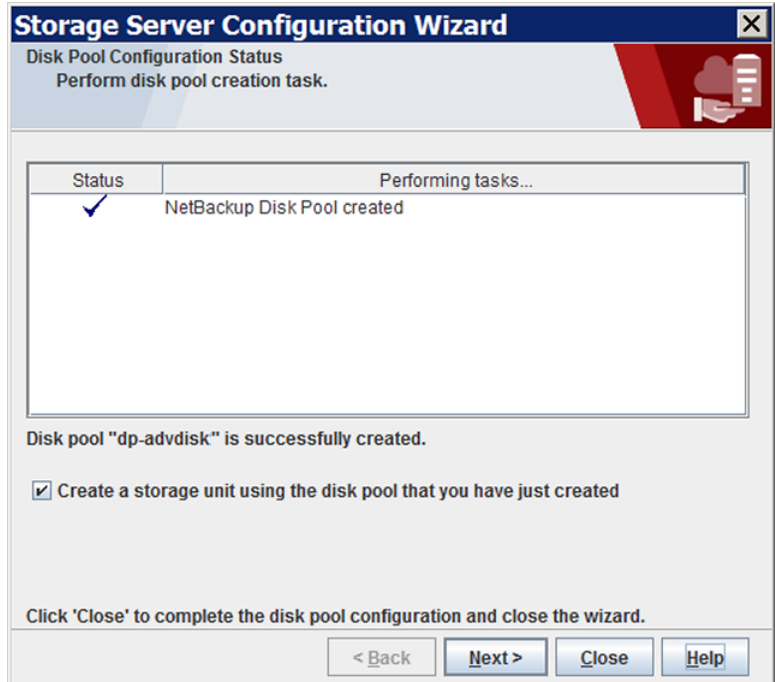 Storage Server Configuration Wizard
Disk Pool Configuration Status
Perform disk pool creation task.
Status Performing tasks...
NetBackup Disk Pool created
Disk pool "dp-advdisk" is successfully created.
Create a storage unit using the disk pool that you have just created
Click 'Close' to complete the disk pool configuration and close the wizard.
< Back Next > Close Help